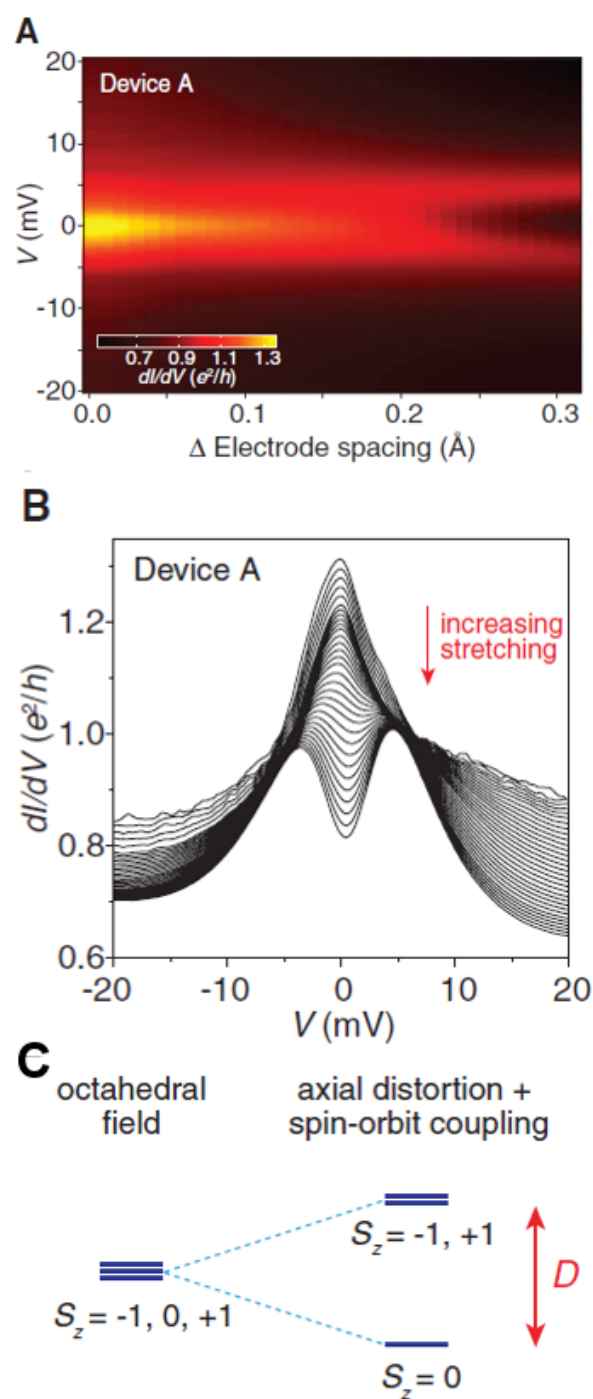 A
Device A
20
10
0
-10
-20
V (mV)
0.7 0.9 1.1 1.3
dI/dV (e²/h)
0.0 0.1 0.2 0.3
Δ Electrode spacing (Å)
B
Device A
increasing
stretching
1.2
1.0
0.8
0.6
dI/dV (e²/h)
-20 -10 0 10 20
V (mV)
C
octahedral
field
axial distortion +
spin-orbit coupling
S_z = -1, +1
D
S_z = -1, 0, +1
S_z = 0